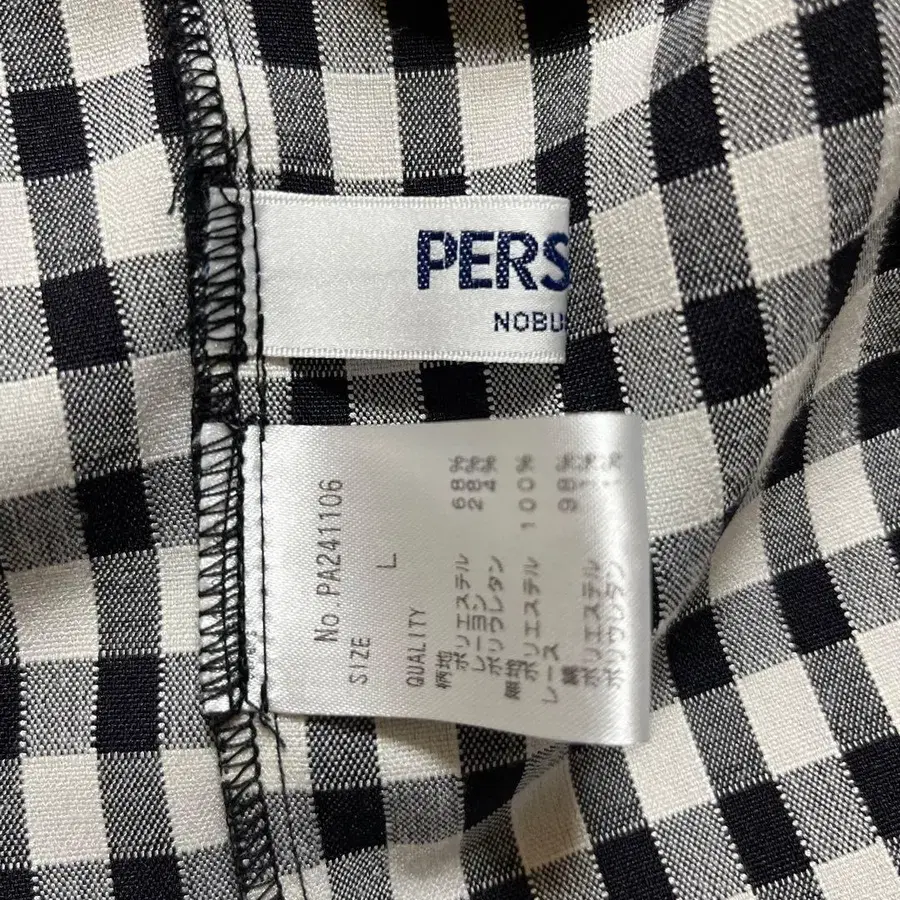 PERS
NOBU
No.PA241106
SIZE L
QUALITY
柄地
ポリエステル 68%
レーヨン 28%
ポリウレタン 4%
無地
ポリエステル 100%
レース
綿 98%
ポリエステル
ポリウレタン